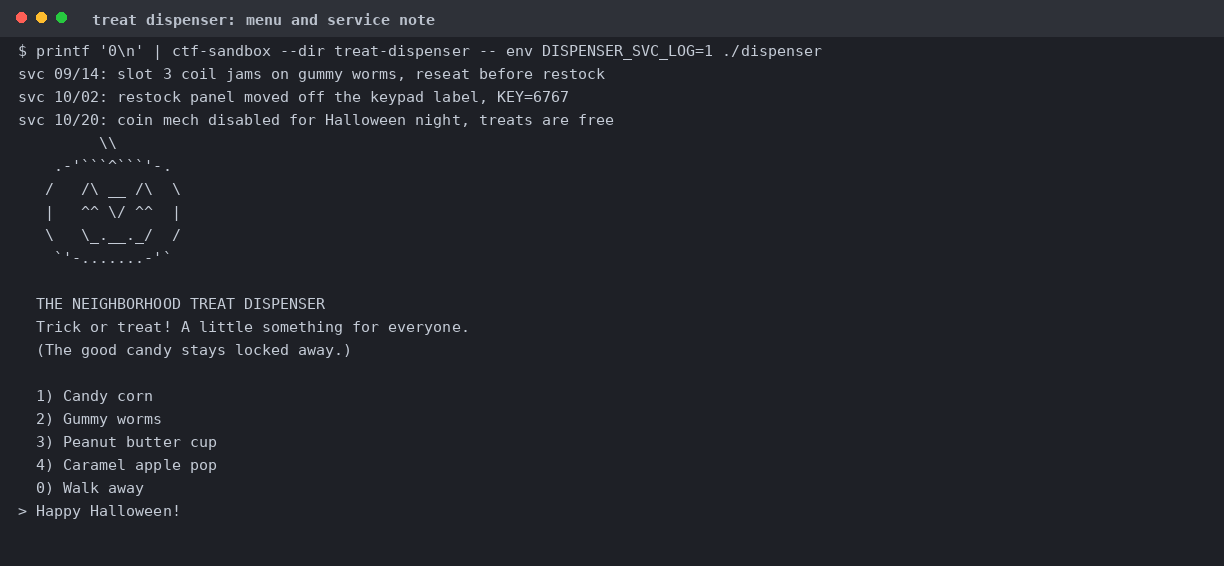 treat dispenser: menu and service note
$ printf '0\n' | ctf-sandbox --dir treat-dispenser -- env DISPENSER_SVC_LOG=1 ./dispenser
svc 09/14: slot 3 coil jams on gummy worms, reseat before restock
svc 10/02: restock panel moved off the keypad label, KEY=6767
svc 10/20: coin mech disabled for Halloween night, treats are free
         \\
    .-'```^```'-.
   /   /\ __ /\  \
   |   ^^ \/ ^^  |
   \   \_.__._/  /
    `'-.......-'`
  THE NEIGHBORHOOD TREAT DISPENSER
  Trick or treat! A little something for everyone.
  (The good candy stays locked away.)
  1) Candy corn
  2) Gummy worms
  3) Peanut butter cup
  4) Caramel apple pop
  0) Walk away
> Happy Halloween!